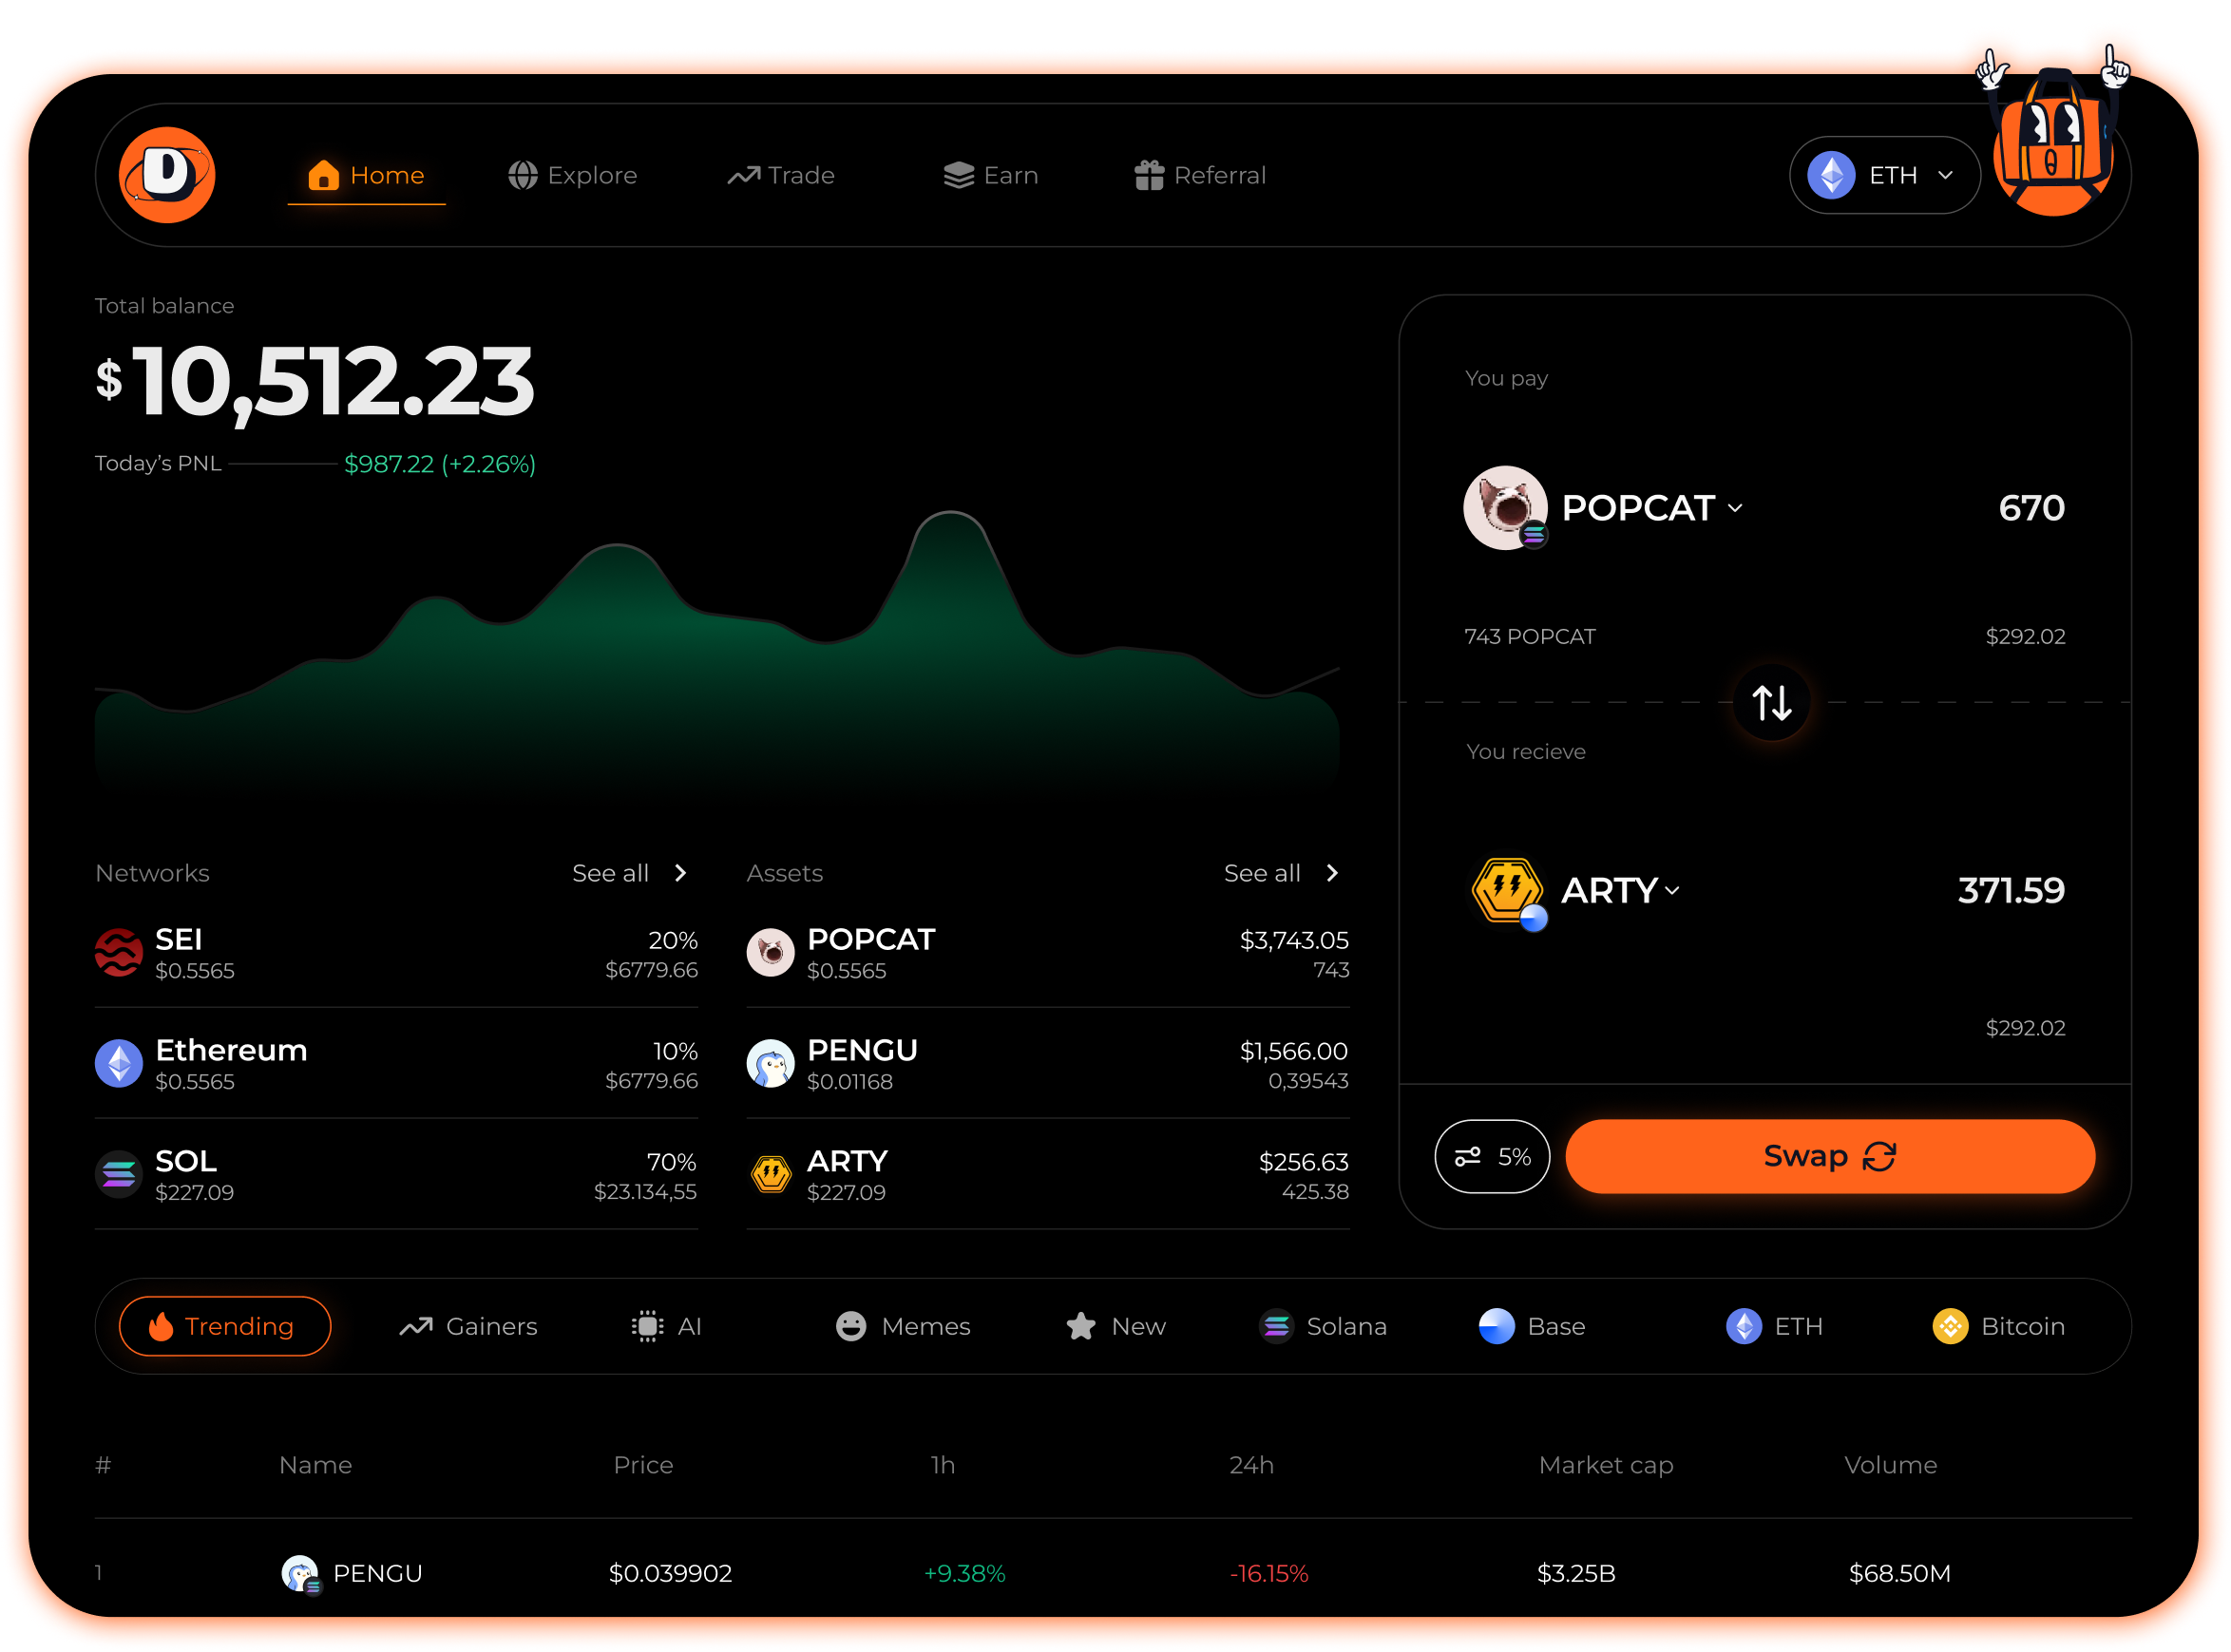 D Home Explore Trade Earn Referral ETH
Total balance
$10,512.23
Today’s PNL $987.22 (+2.26%)
Networks See all
SEI 20%
$0.5565 $6779.66
Ethereum 10%
$0.5565 $6779.66
SOL 70%
$227.09 $23.134,55
Assets See all
POPCAT $3,743.05
$0.5565 743
PENGU $1,566.00
$0.01168 0,39543
ARTY $256.63
$227.09 425.38
You pay
POPCAT 670
743 POPCAT $292.02
You recieve
ARTY 371.59
$292.02
5% Swap
Trending Gainers AI Memes New Solana Base ETH Bitcoin
# Name Price 1h 24h Market cap Volume
1 PENGU $0.039902 +9.38% -16.15% $3.25B $68.50M